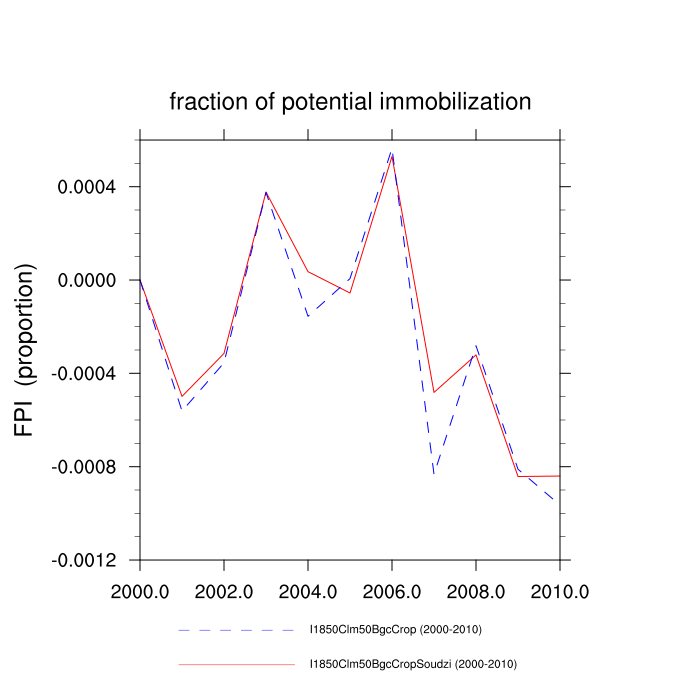 fraction of potential immobilization
FPI (proportion)
0.0004
0.0000
-0.0004
-0.0008
-0.0012
2000.0 2002.0 2004.0 2006.0 2008.0 2010.0
I1850Clm50BgcCrop (2000-2010)
I1850Clm50BgcCropSoudzi (2000-2010)